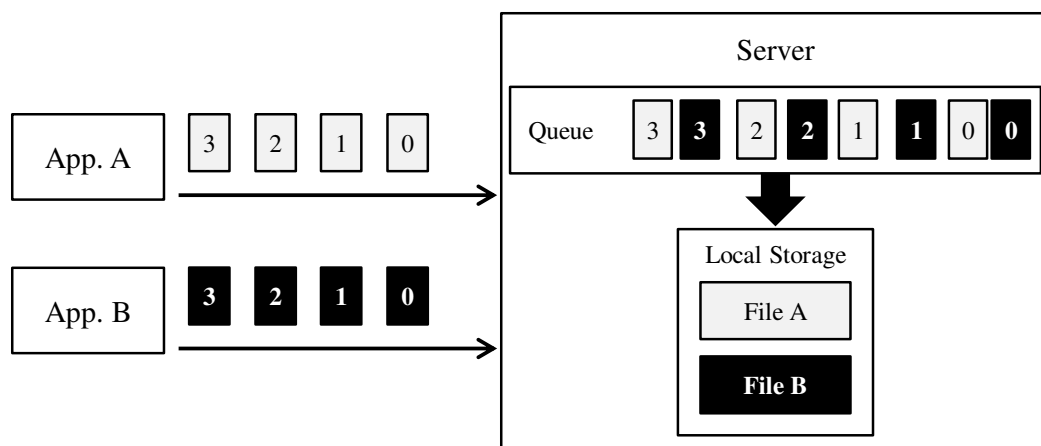 Server
Queue 3 3 2 2 1 1 0 0
App. A 3 2 1 0
Local Storage
File A
App. B 3 2 1 0
File B